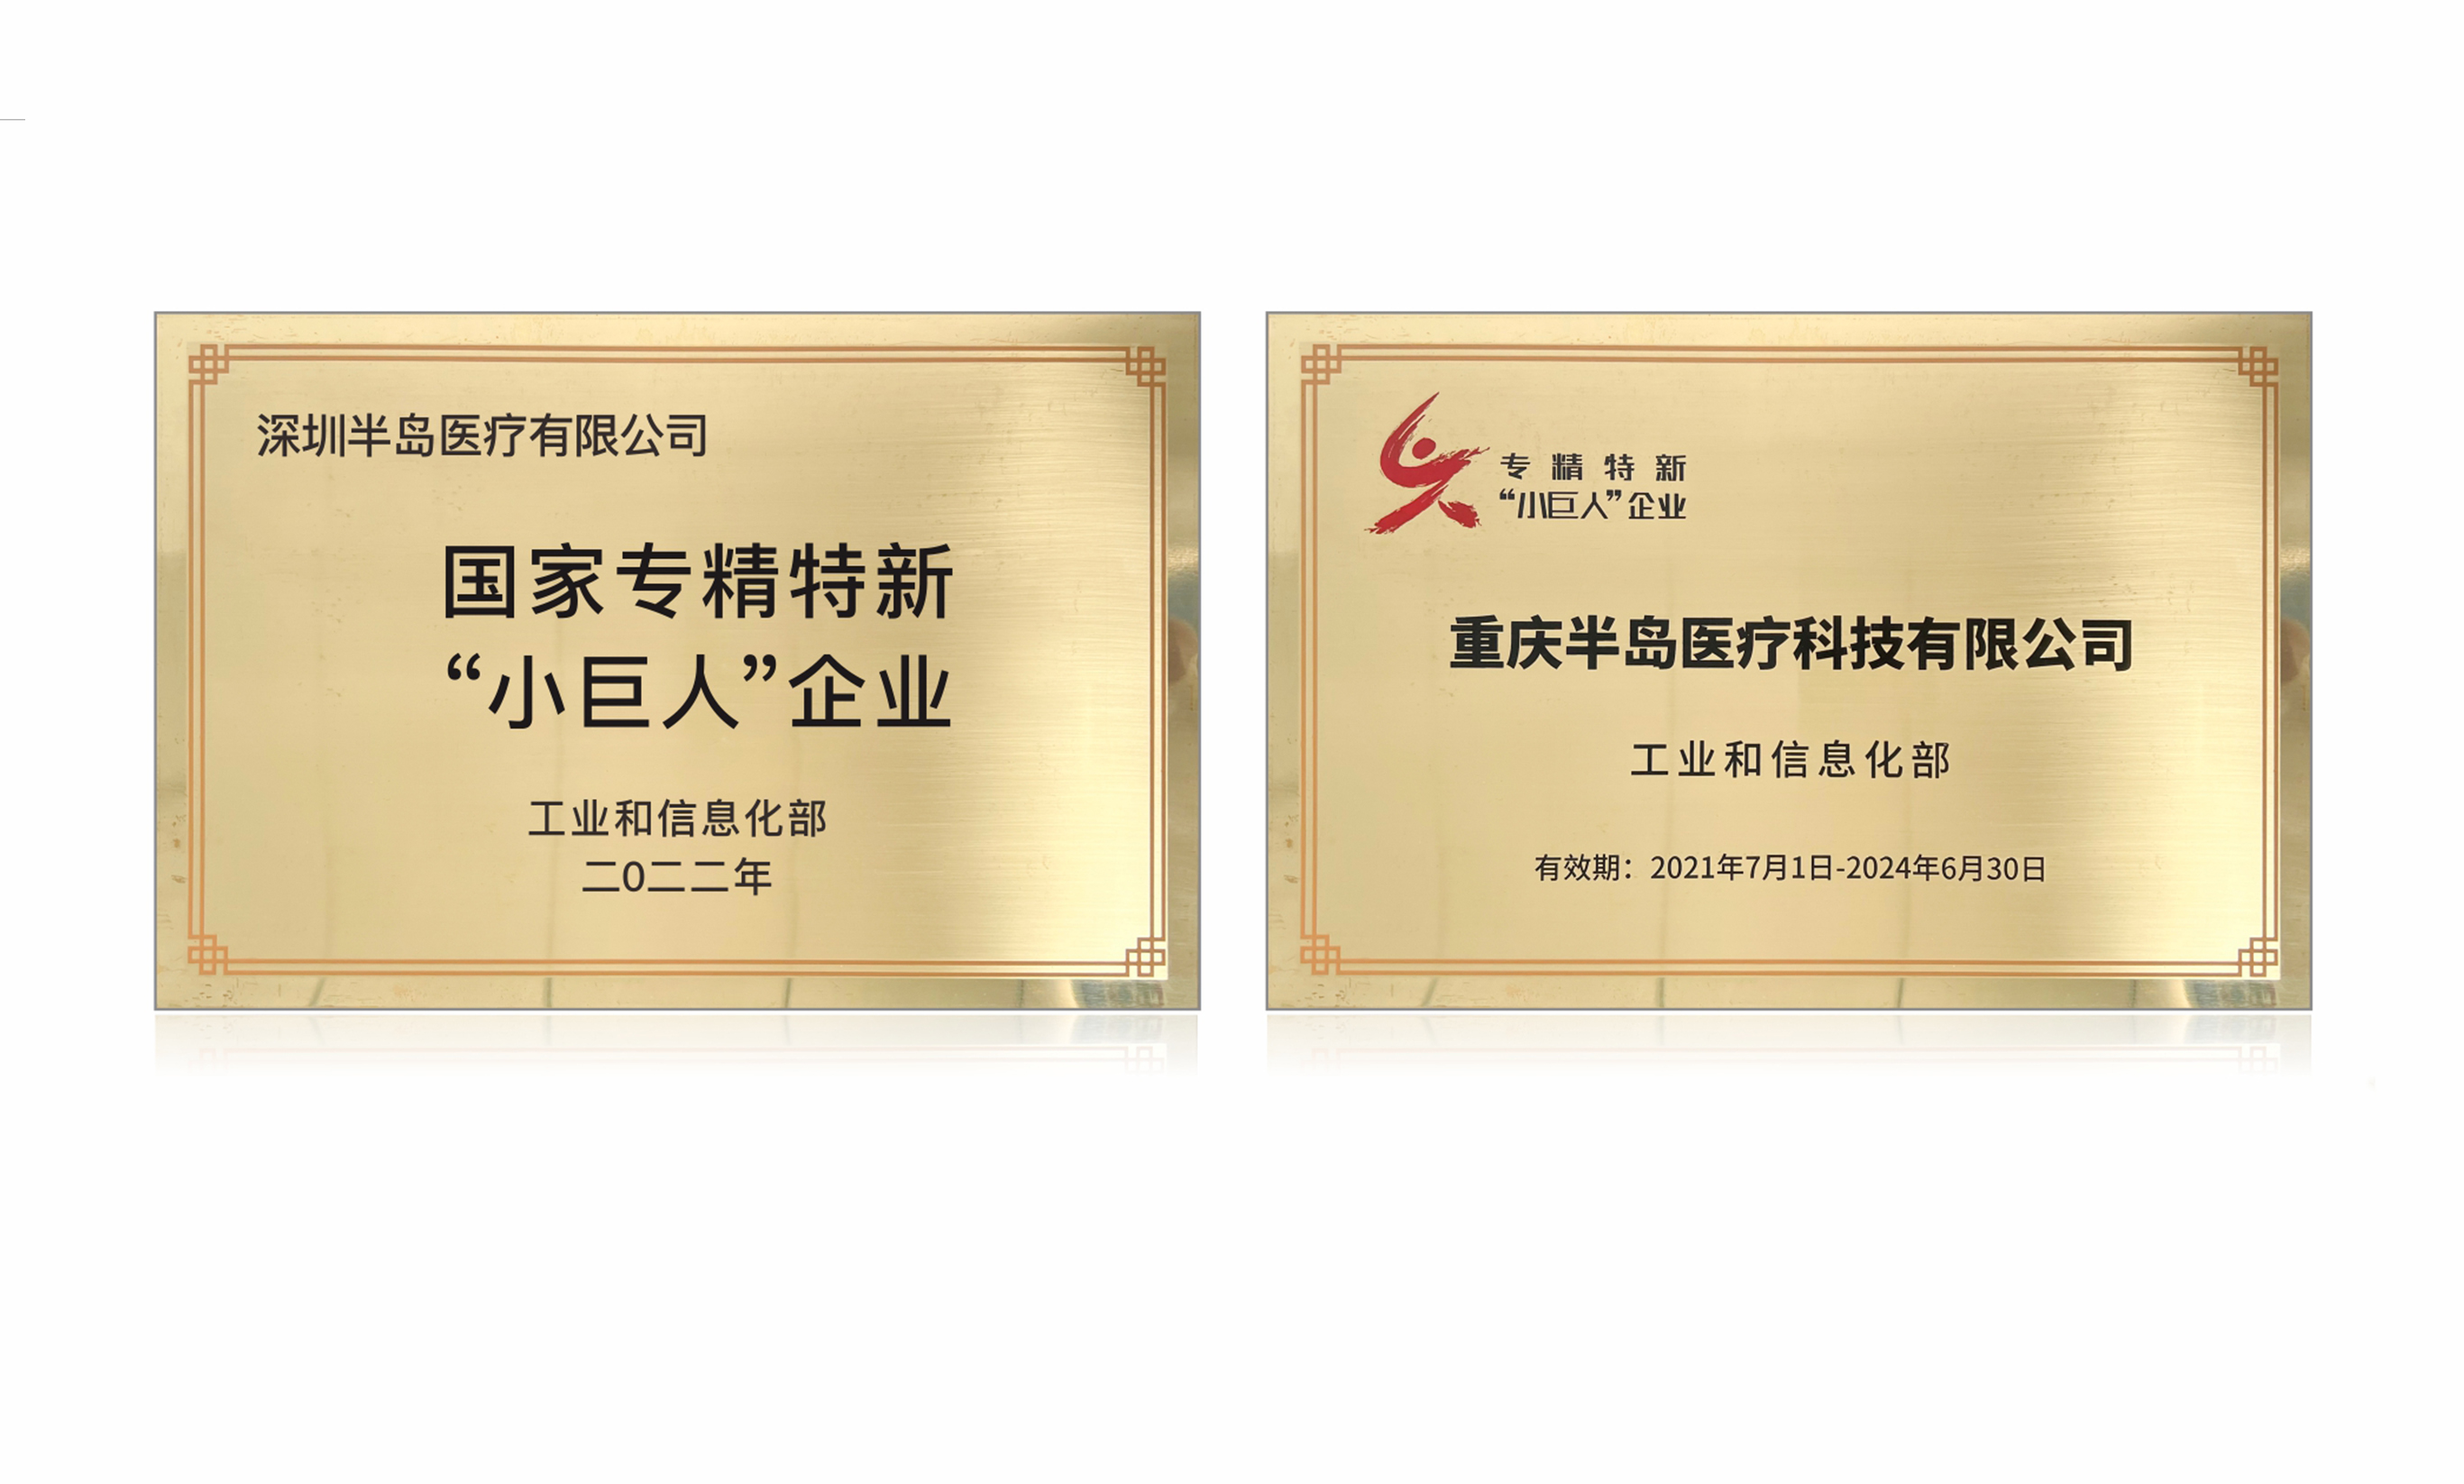 深圳半岛医疗有限公司
国家专精特新
“小巨人”企业
工业和信息化部
二0二二年
专精特新
“小巨人”企业
重庆半岛医疗科技有限公司
工业和信息化部
有效期：2021年7月1日-2024年6月30日